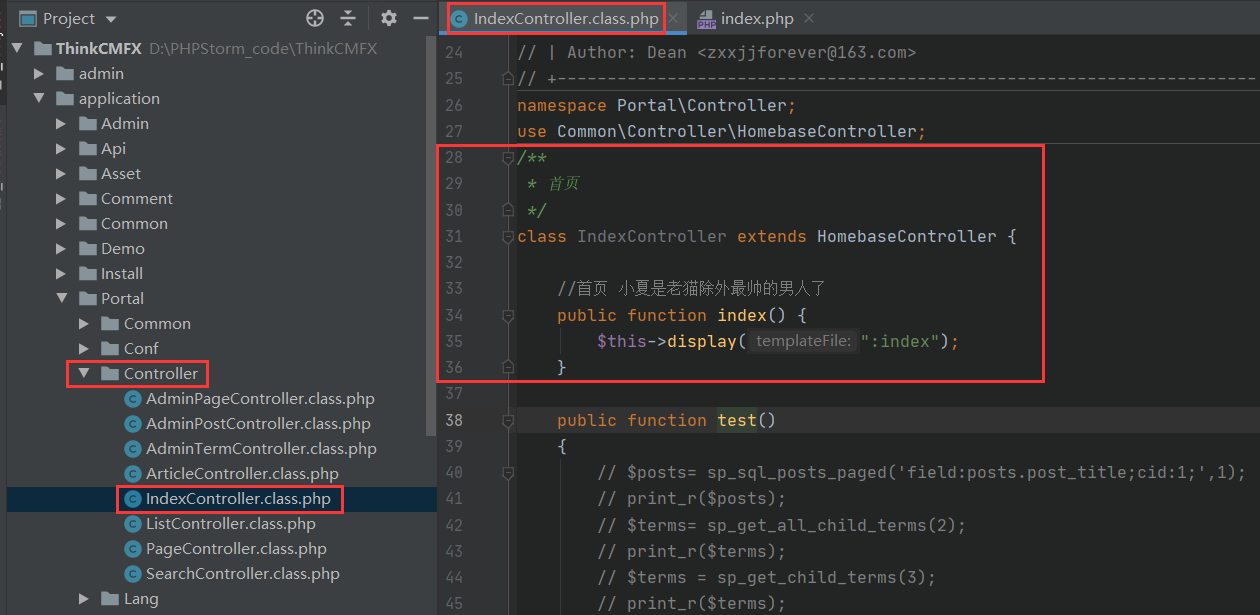 Project
ThinkCMFX D:\PHPStorm_code\ThinkCMFX
admin
application
Admin
Api
Asset
Comment
Common
Demo
Install
Portal
Common
Conf
Controller
AdminPageController.class.php
AdminPostController.class.php
AdminTermController.class.php
ArticleController.class.php
IndexController.class.php
ListController.class.php
PageController.class.php
SearchController.class.php
Lang
IndexController.class.php
index.php
24 // | Author: Dean <zxxjjforever@163.com>
25 // +----------------------------------------------------------------------
26 namespace Portal\Controller;
27 use Common\Controller\HomebaseController;
28 /**
29 * 首页
30 */
31 class IndexController extends HomebaseController {
32
33 //首页 小夏是老猫除外最帅的男人了
34 public function index() {
35 $this->display( templateFile: ":index");
36 }
37
38 public function test()
39 {
40 // $posts= sp_sql_posts_paged('field:posts.post_title;cid:1;',1);
41 // print_r($posts);
42 // $terms= sp_get_all_child_terms(2);
43 // print_r($terms);
44 // $terms = sp_get_child_terms(3);
45 // print_r($terms);